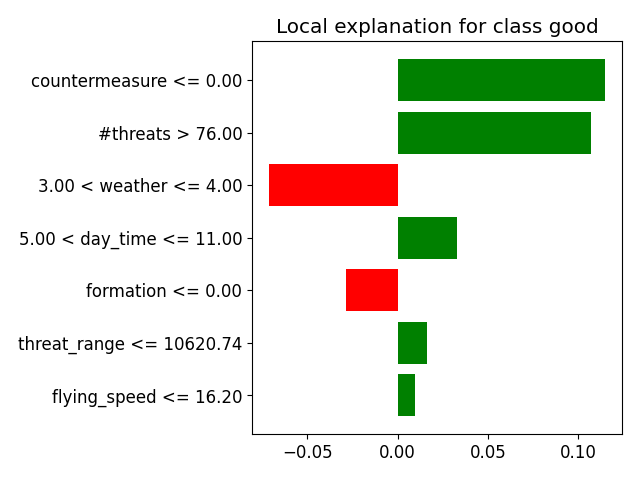 Local explanation for class good
countermeasure <= 0.00
#threats > 76.00
3.00 < weather <= 4.00
5.00 < day_time <= 11.00
formation <= 0.00
threat_range <= 10620.74
flying_speed <= 16.20
−0.05 0.00 0.05 0.10